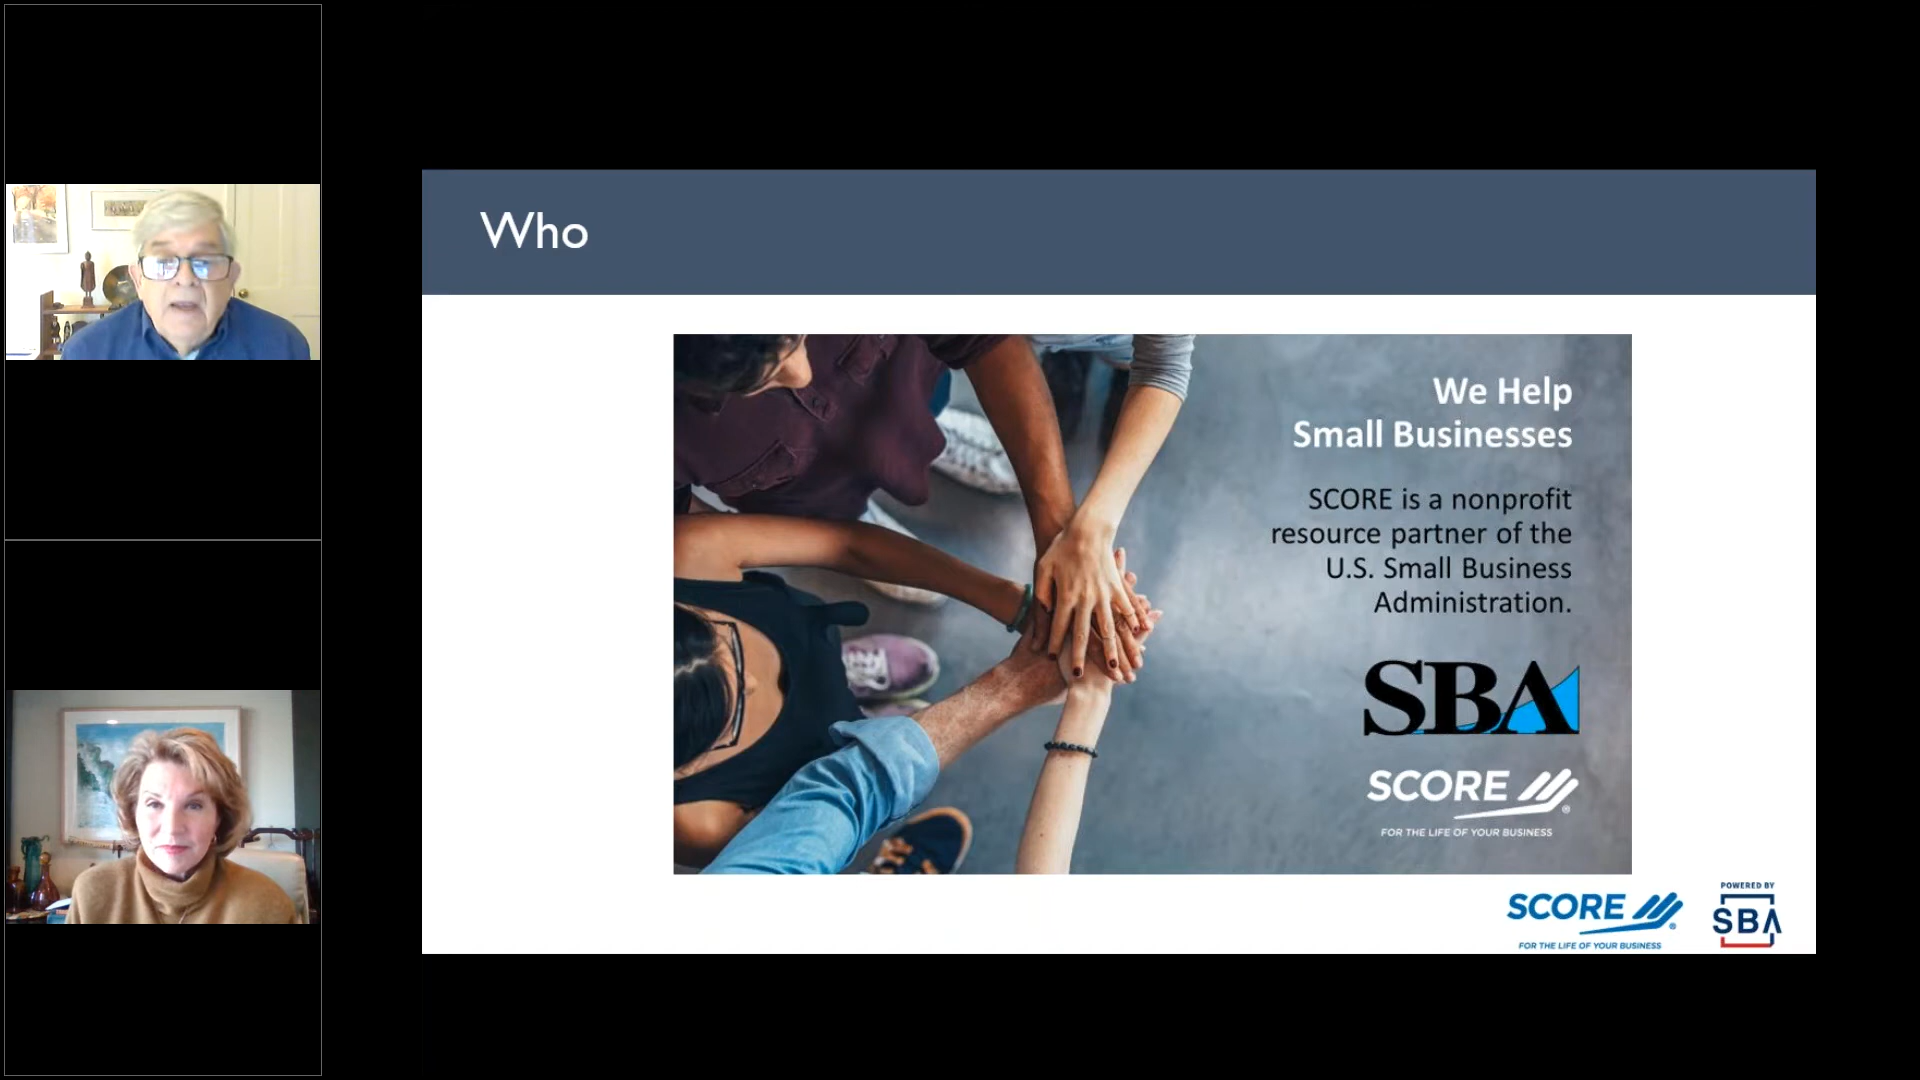 Who
We Help
Small Businesses
SCORE is a nonprofit
resource partner of the
U.S. Small Business
Administration.
SBA
SCORE
®
FOR THE LIFE OF YOUR BUSINESS
SCORE
®
FOR THE LIFE OF YOUR BUSINESS
POWERED BY
SBA